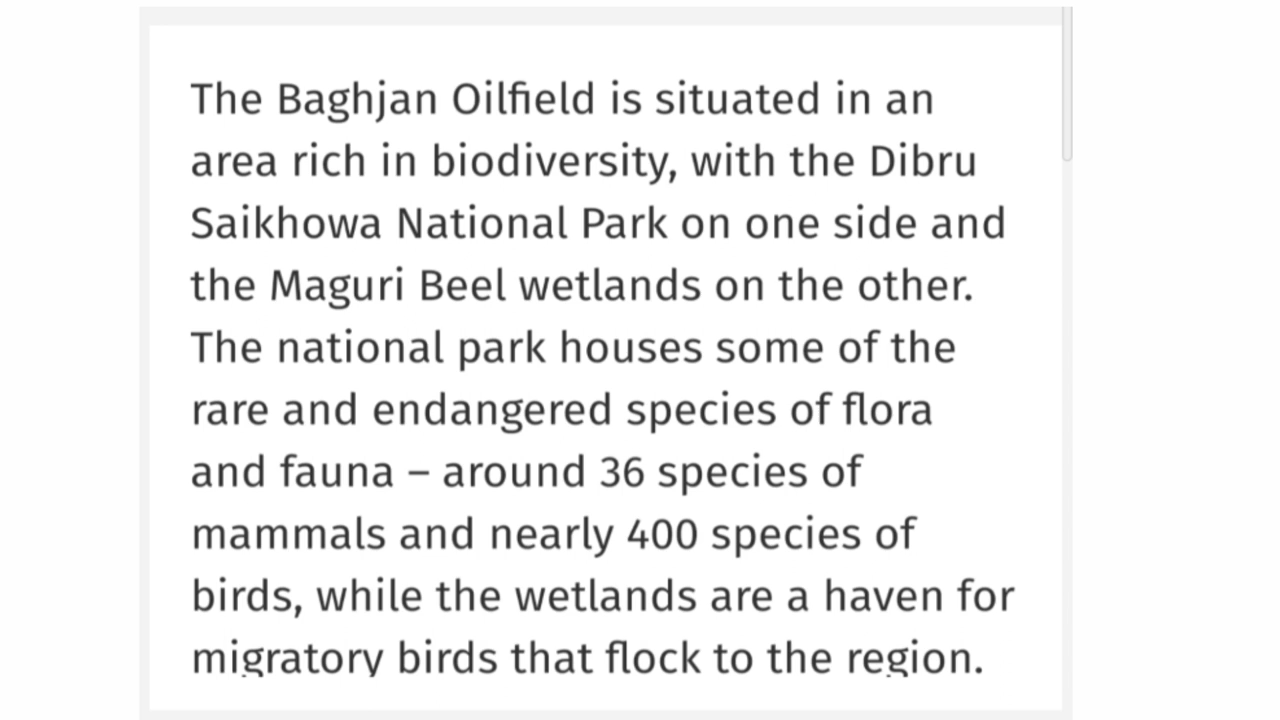 The Baghjan Oilfield is situated in an
area rich in biodiversity, with the Dibru
Saikhowa National Park on one side and
the Maguri Beel wetlands on the other.
The national park houses some of the
rare and endangered species of flora
and fauna – around 36 species of
mammals and nearly 400 species of
birds, while the wetlands are a haven for
migratory birds that flock to the region.